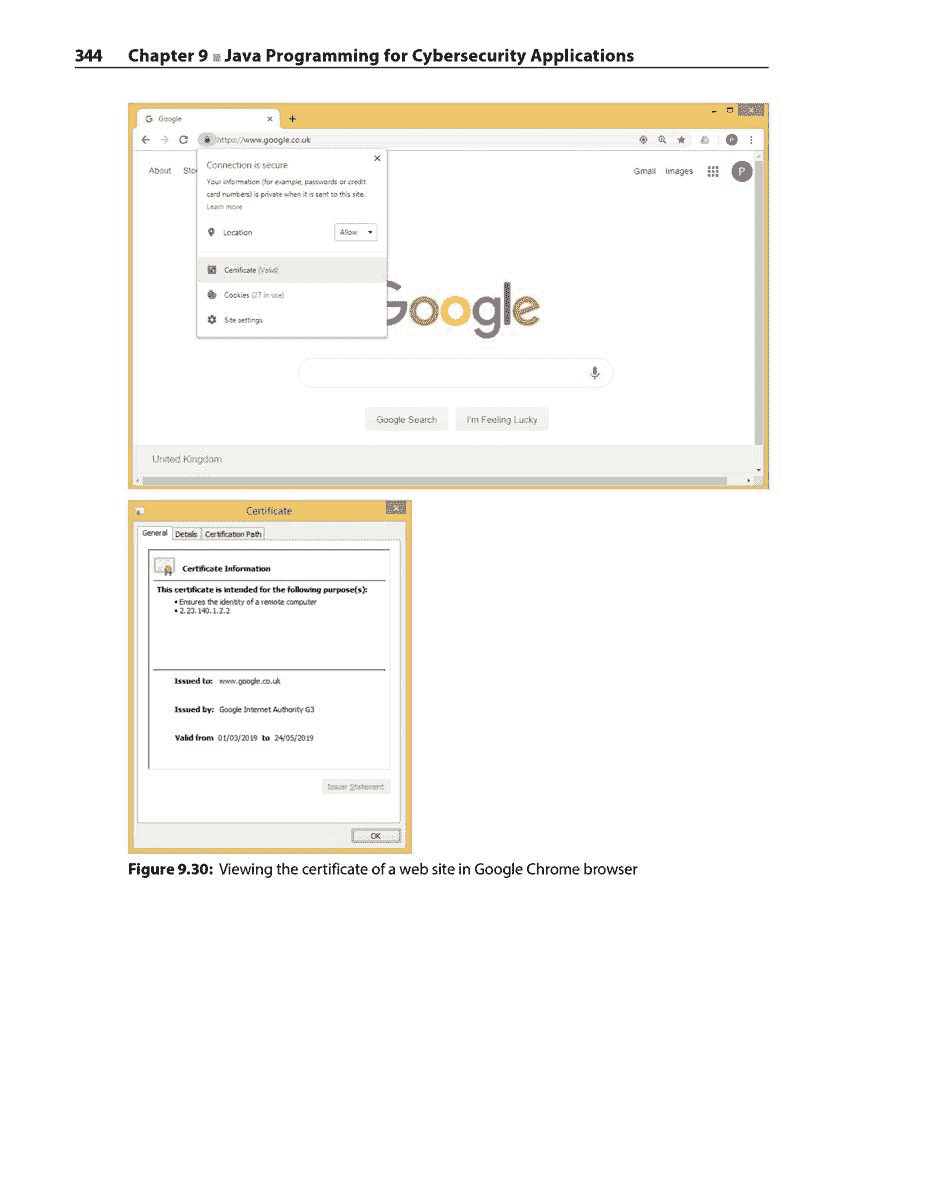 344 Chapter 9 ■ Java Programming for Cybersecurity Applications
G Google × +
https://www.google.co.uk P
About Sto Gmail Images P
Connection is secure ×
Your information (for example, passwords or credit
card numbers) is private when it is sent to this site.
Learn more
Location Allow
Certificate (Valid)
Cookies (27 in use)
Site settings
Google
Google Search I'm Feeling Lucky
United Kingdom
Certificate
General Details Certification Path
Certificate Information
This certificate is intended for the following purpose(s):
• Ensures the identity of a remote computer
• 2.23.140.1.2.2
Issued to: www.google.co.uk
Issued by: Google Internet Authority G3
Valid from 01/03/2019 to 24/05/2019
Issuer Statement
OK
Figure 9.30: Viewing the certificate of a web site in Google Chrome browser